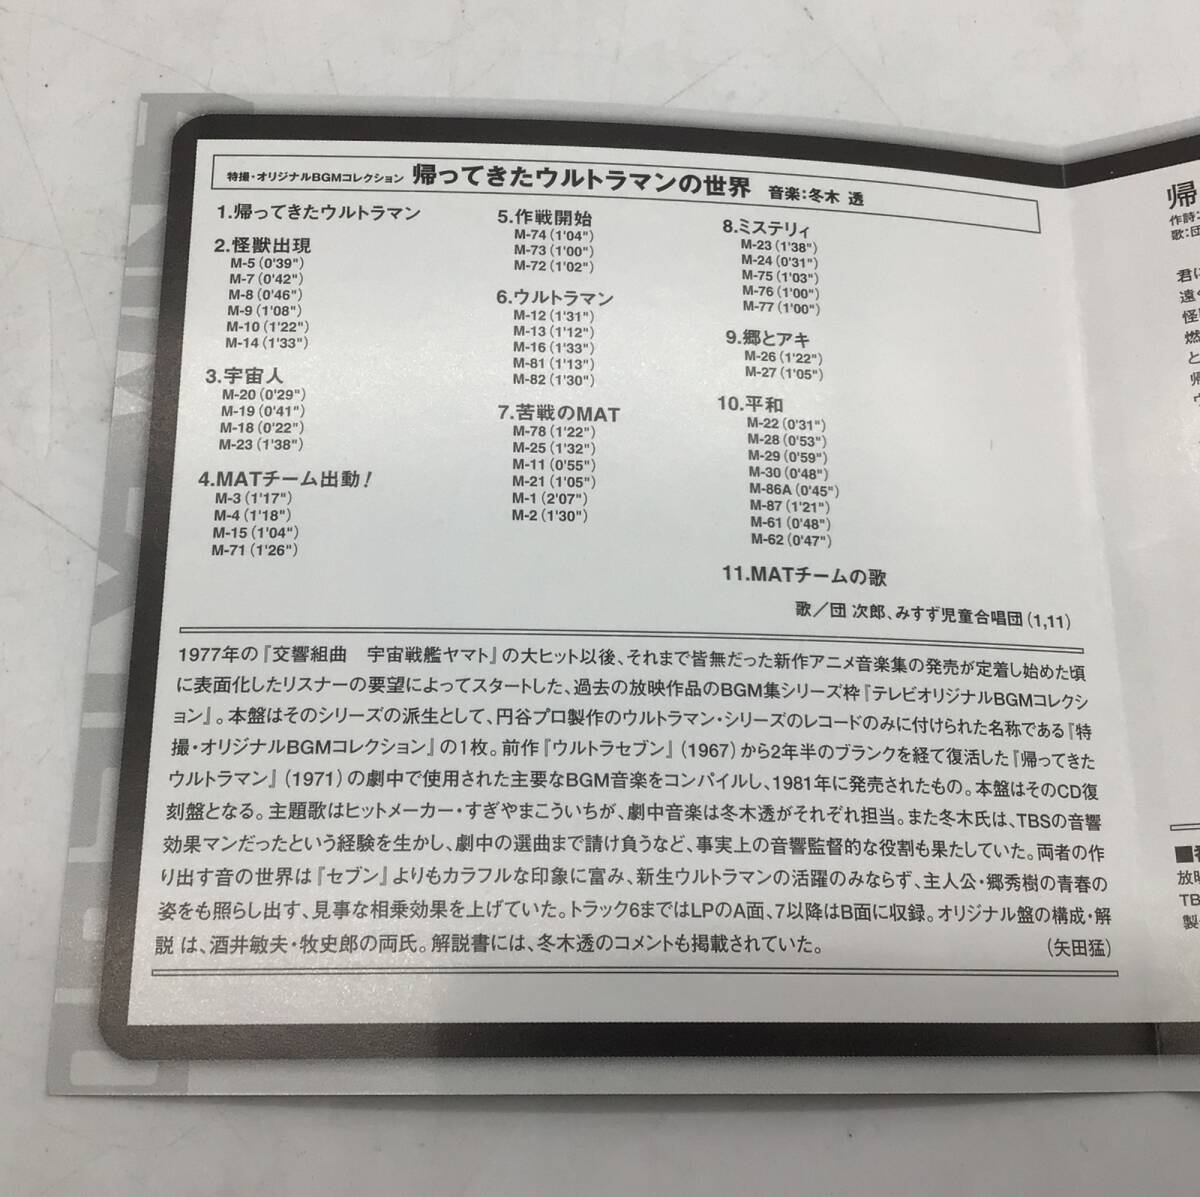 特撮・オリジナルBGMコレクション 帰ってきたウルトラマンの世界 音楽:冬木 透
1.帰ってきたウルトラマン
2.怪獣出現
M-5(0'39")
M-7(0'42")
M-8(0'46")
M-9(1'08")
M-10(1'22")
M-14(1'33")
3.宇宙人
M-20(0'29")
M-19(0'41")
M-18(0'22")
M-23(1'38")
4.MATチーム出動!
M-3(1'17")
M-4(1'18")
M-15(1'04")
M-71(1'26")
5.作戦開始
M-74(1'04")
M-73(1'00")
M-72(1'02")
6.ウルトラマン
M-12(1'31")
M-13(1'12")
M-16(1'33")
M-81(1'13")
M-82(1'30")
7.苦戦のMAT
M-78(1'22")
M-25(1'32")
M-11(0'55")
M-21(1'05")
M-1(2'07")
M-2(1'30")
8.ミステリィ
M-23(1'38")
M-24(0'31")
M-75(1'03")
M-76(1'00")
M-77(1'00")
9.郷とアキ
M-26(1'22")
M-27(1'05")
10.平和
M-22(0'31")
M-28(0'53")
M-29(0'59")
M-30(0'48")
M-86A(0'45")
M-87(1'21")
M-61(0'48")
M-62(0'47")
11.MATチームの歌
歌/団 次郎、みすず児童合唱団(1,11)
1977年の『交響組曲 宇宙戦艦ヤマト』の大ヒット以後、それまで皆無だった新作アニメ音楽集の発売が定着し始めた頃
に表面化したリスナーの要望によってスタートした、過去の放映作品のBGM集シリーズ枠『テレビオリジナルBGMコレクシ
ョン』。本盤はそのシリーズの派生として、円谷プロ製作のウルトラマン・シリーズのレコードのみに付けられた名称である『特
撮・オリジナルBGMコレクション』の1枚。前作『ウルトラセブン』(1967)から2年半のブランクを経て復活した『帰ってきた
ウルトラマン』(1971)の劇中で使用された主要なBGM音楽をコンパイルし、1981年に発売されたもの。本盤はそのCD復
刻盤となる。主題歌はヒットメーカー・すぎやまこういちが、劇中音楽は冬木透がそれぞれ担当。また冬木氏は、TBSの音響
効果マンだったという経験を生かし、劇中の選曲まで請け負うなど、事実上の音響監督的な役割も果たしていた。両者の作
り出す音の世界は『セブン』よりもカラフルな印象に富み、新生ウルトラマンの活躍のみならず、主人公・郷秀樹の青春の
姿をも照らし出す、見事な相乗効果を上げていた。トラック6まではLPのA面、7以降はB面に収録。オリジナル盤の構成・解
説 は、酒井敏夫・牧史郎の両氏。解説書には、冬木透のコメントも掲載されていた。 (矢田猛)
帰
作詩:
歌:団
君に
遠く
怪
燃
と
帰
ウ
放映
TB
製